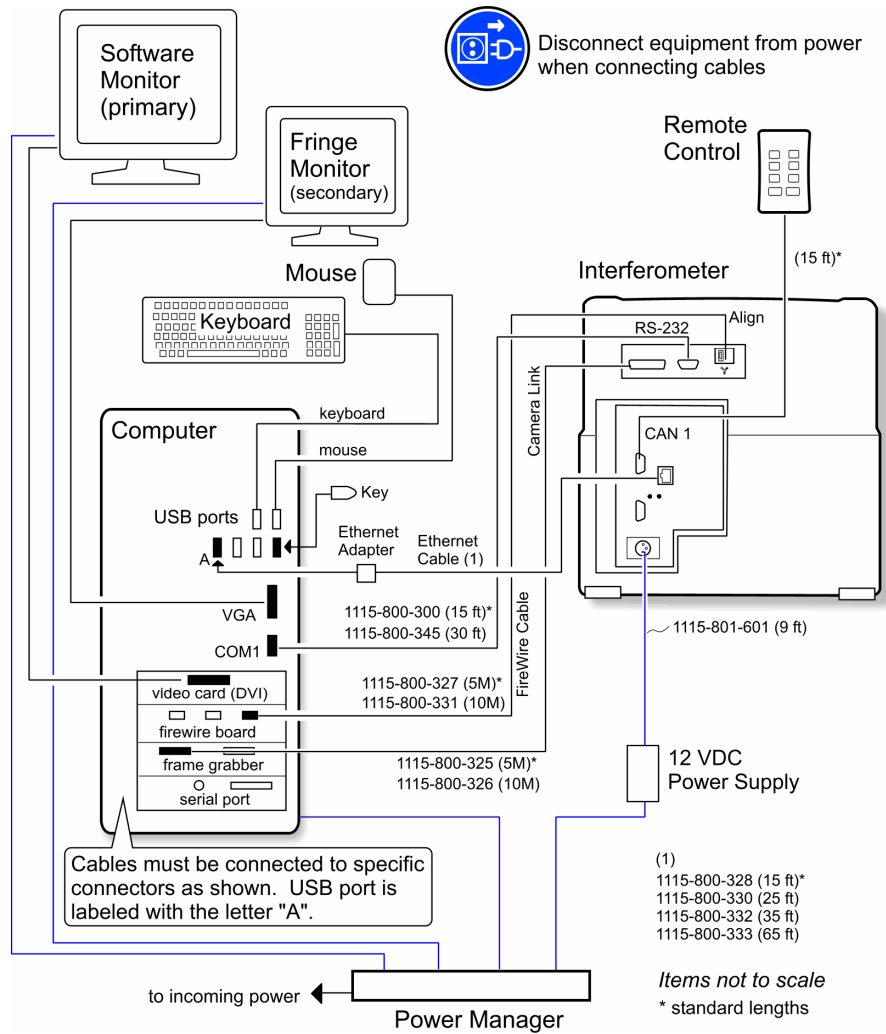 Software
Monitor
(primary)
Disconnect equipment from power
when connecting cables
Fringe
Monitor
(secondary)
Remote
Control
(15 ft)*
Mouse
Interferometer
Keyboard
Align
RS-232
Camera Link
keyboard
Computer
mouse
CAN 1
Key
USB ports
A
Ethernet
Adapter
Ethernet
Cable (1)
VGA
1115-800-300 (15 ft)*
1115-800-345 (30 ft)
COM1
FireWire Cable
1115-801-601 (9 ft)
video card (DVI)
1115-800-327 (5M)*
1115-800-331 (10M)
firewire board
frame grabber
1115-800-325 (5M)*
1115-800-326 (10M)
serial port
12 VDC
Power Supply
Cables must be connected to specific
connectors as shown.  USB port is
labeled with the letter "A".
(1)
1115-800-328 (15 ft)*
1115-800-330 (25 ft)
1115-800-332 (35 ft)
1115-800-333 (65 ft)
to incoming power
Power Manager
Items not to scale
* standard lengths